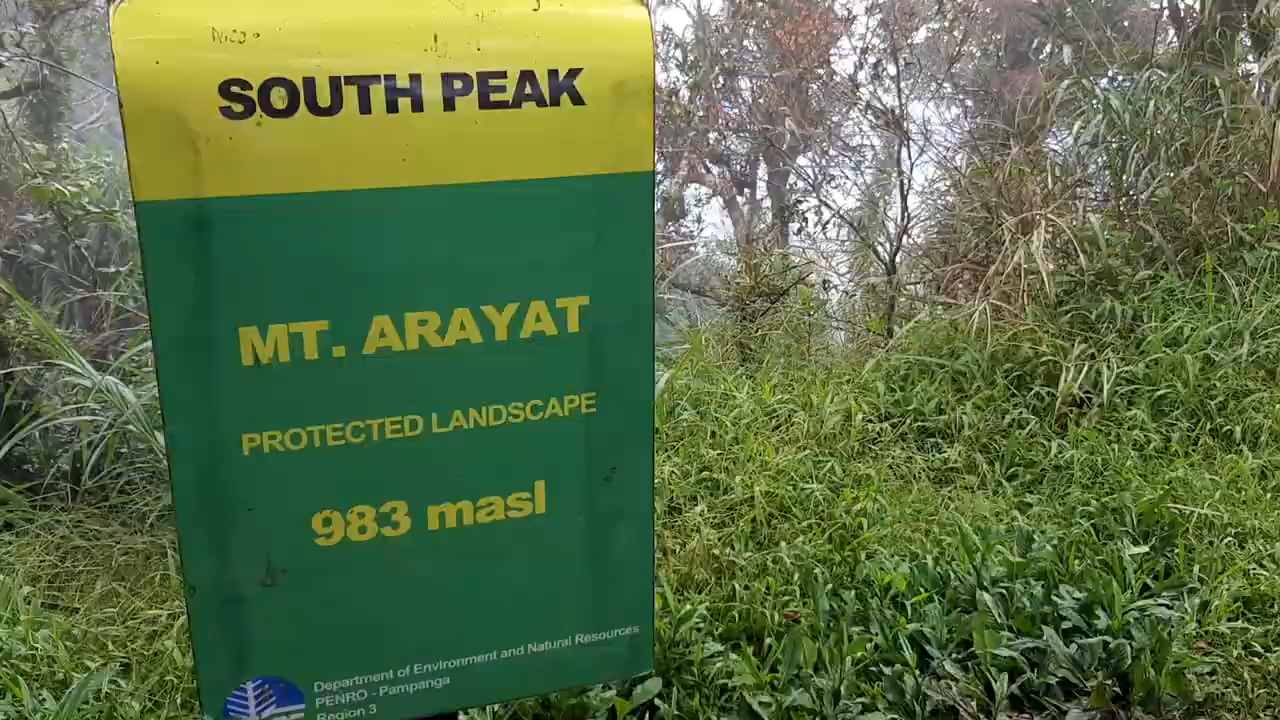 SOUTH PEAK
MT. ARAYAT
PROTECTED LANDSCAPE
983 masl
Department of Environment and Natural Resources
PENRO - Pampanga
Region 3